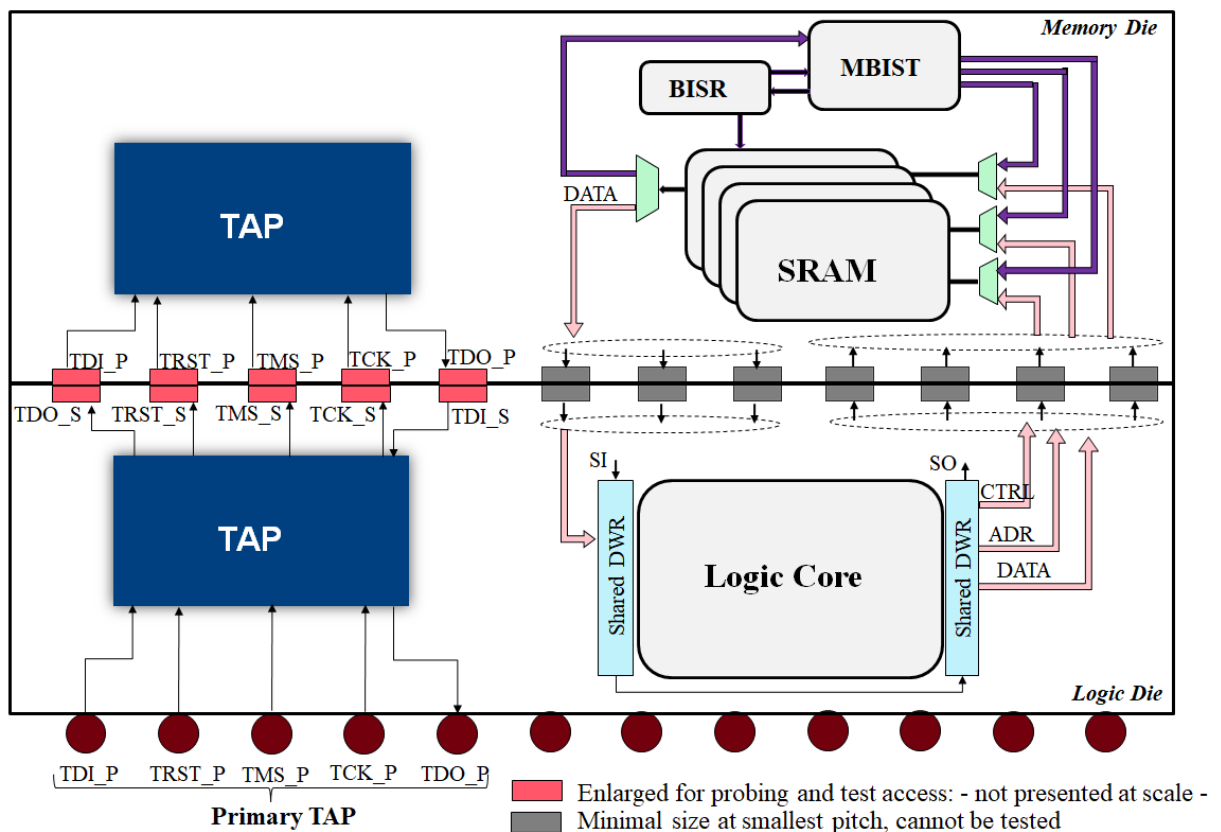 Memory Die
MBIST
BISR
TAP
DATA
SRAM
TDI_P
TRST_P
TMS_P
TCK_P
TDO_P
TDO_S
TRST_S
TMS_S
TCK_S
TDI_S
TAP
SI
SO
Shared DWR
Logic Core
Shared DWR
CTRL
ADR
DATA
Logic Die
TDI_P
TRST_P
TMS_P
TCK_P
TDO_P
Primary TAP
Enlarged for probing and test access: - not presented at scale -
Minimal size at smallest pitch, cannot be tested